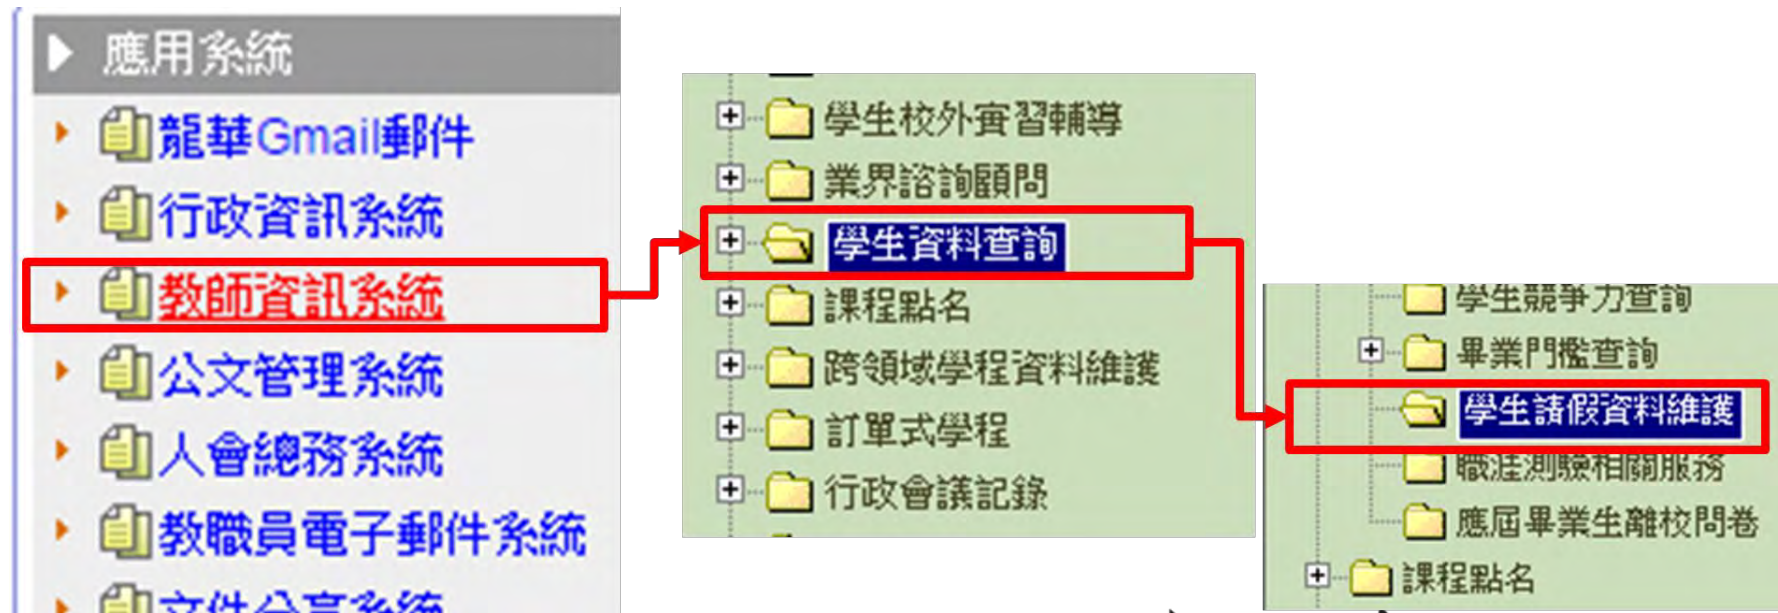 應用系統
龍華Gmail郵件
行政資訊系統
教師資訊系統
公文管理系統
人會總務系統
教職員電子郵件系統
文件分享系統
學生校外實習輔導
業界諮詢顧問
學生資料查詢
課程點名
跨領域學程資料維護
訂單式學程
行政會議記錄
學生競爭力查詢
畢業門檻查詢
學生請假資料維護
職涯測驗相關服務
應屆畢業生離校問卷
課程點名